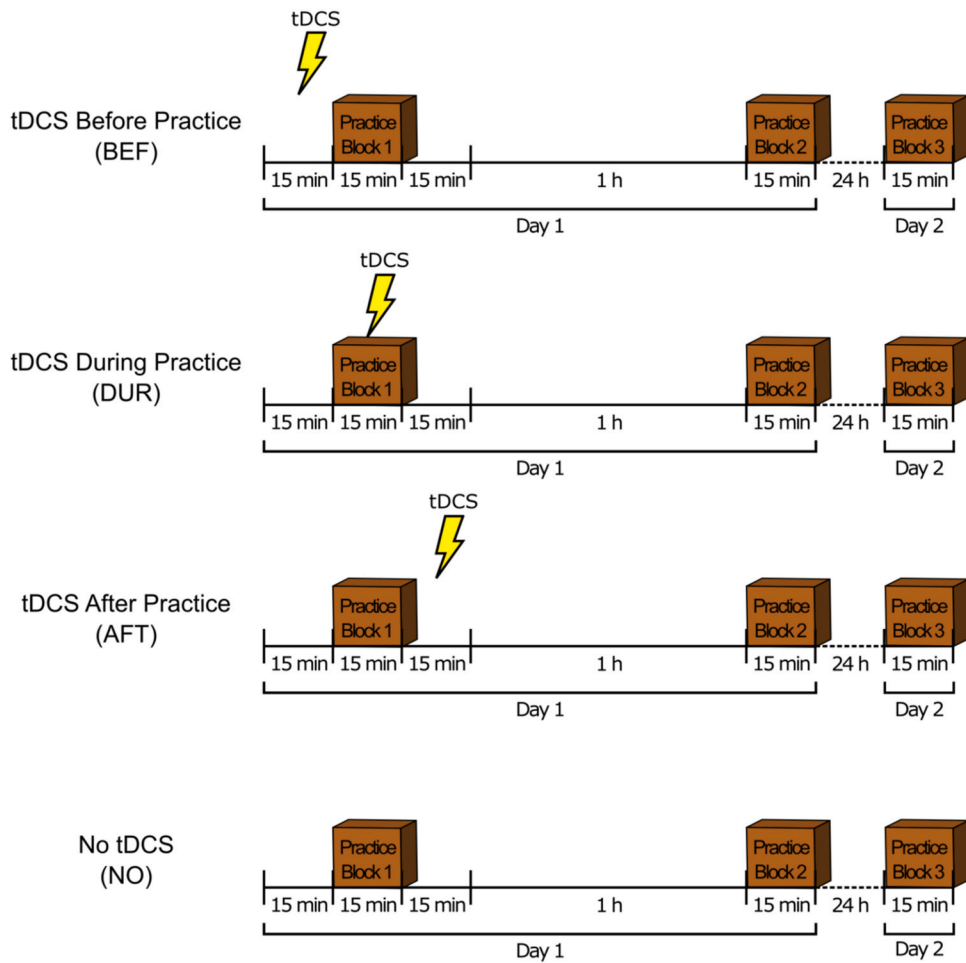 tDCS
tDCS Before Practice
(BEF)
Practice
Block 1
Practice
Block 2
Practice
Block 3
15 min 15 min 15 min 1 h 15 min 24 h 15 min
Day 1 Day 2
tDCS
tDCS During Practice
(DUR)
Practice
Block 1
Practice
Block 2
Practice
Block 3
15 min 15 min 15 min 1 h 15 min 24 h 15 min
Day 1 Day 2
tDCS
tDCS After Practice
(AFT)
Practice
Block 1
Practice
Block 2
Practice
Block 3
15 min 15 min 15 min 1 h 15 min 24 h 15 min
Day 1 Day 2
No tDCS
(NO)
Practice
Block 1
Practice
Block 2
Practice
Block 3
15 min 15 min 15 min 1 h 15 min 24 h 15 min
Day 1 Day 2